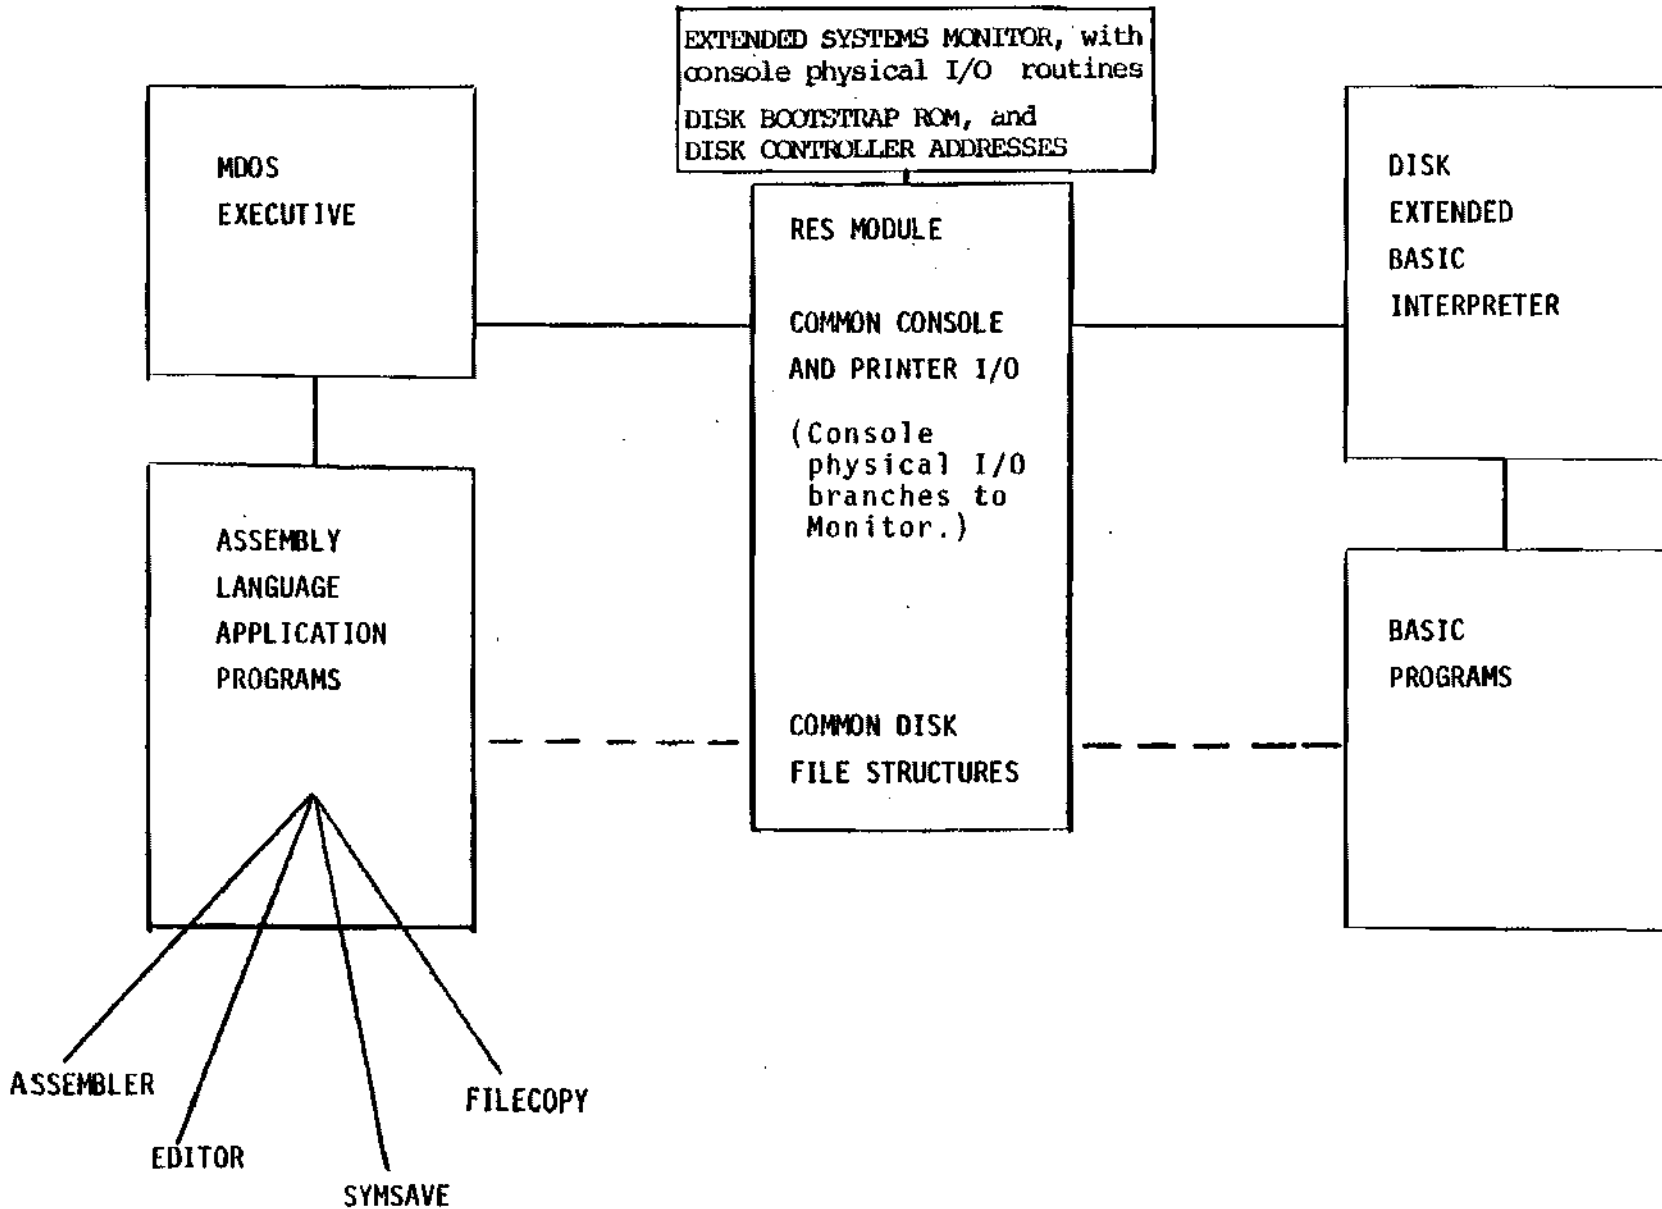 EXTENDED SYSTEMS MONITOR, with
console physical I/O routines
DISK BOOTSTRAP ROM, and
DISK CONTROLLER ADDRESSES
MDOS
EXECUTIVE
RES MODULE
COMMON CONSOLE
AND PRINTER I/O
(Console
physical I/O
branches to
Monitor.)
COMMON DISK
FILE STRUCTURES
DISK
EXTENDED
BASIC
INTERPRETER
ASSEMBLY
LANGUAGE
APPLICATION
PROGRAMS
BASIC
PROGRAMS
ASSEMBLER
EDITOR
SYMSAVE
FILECOPY